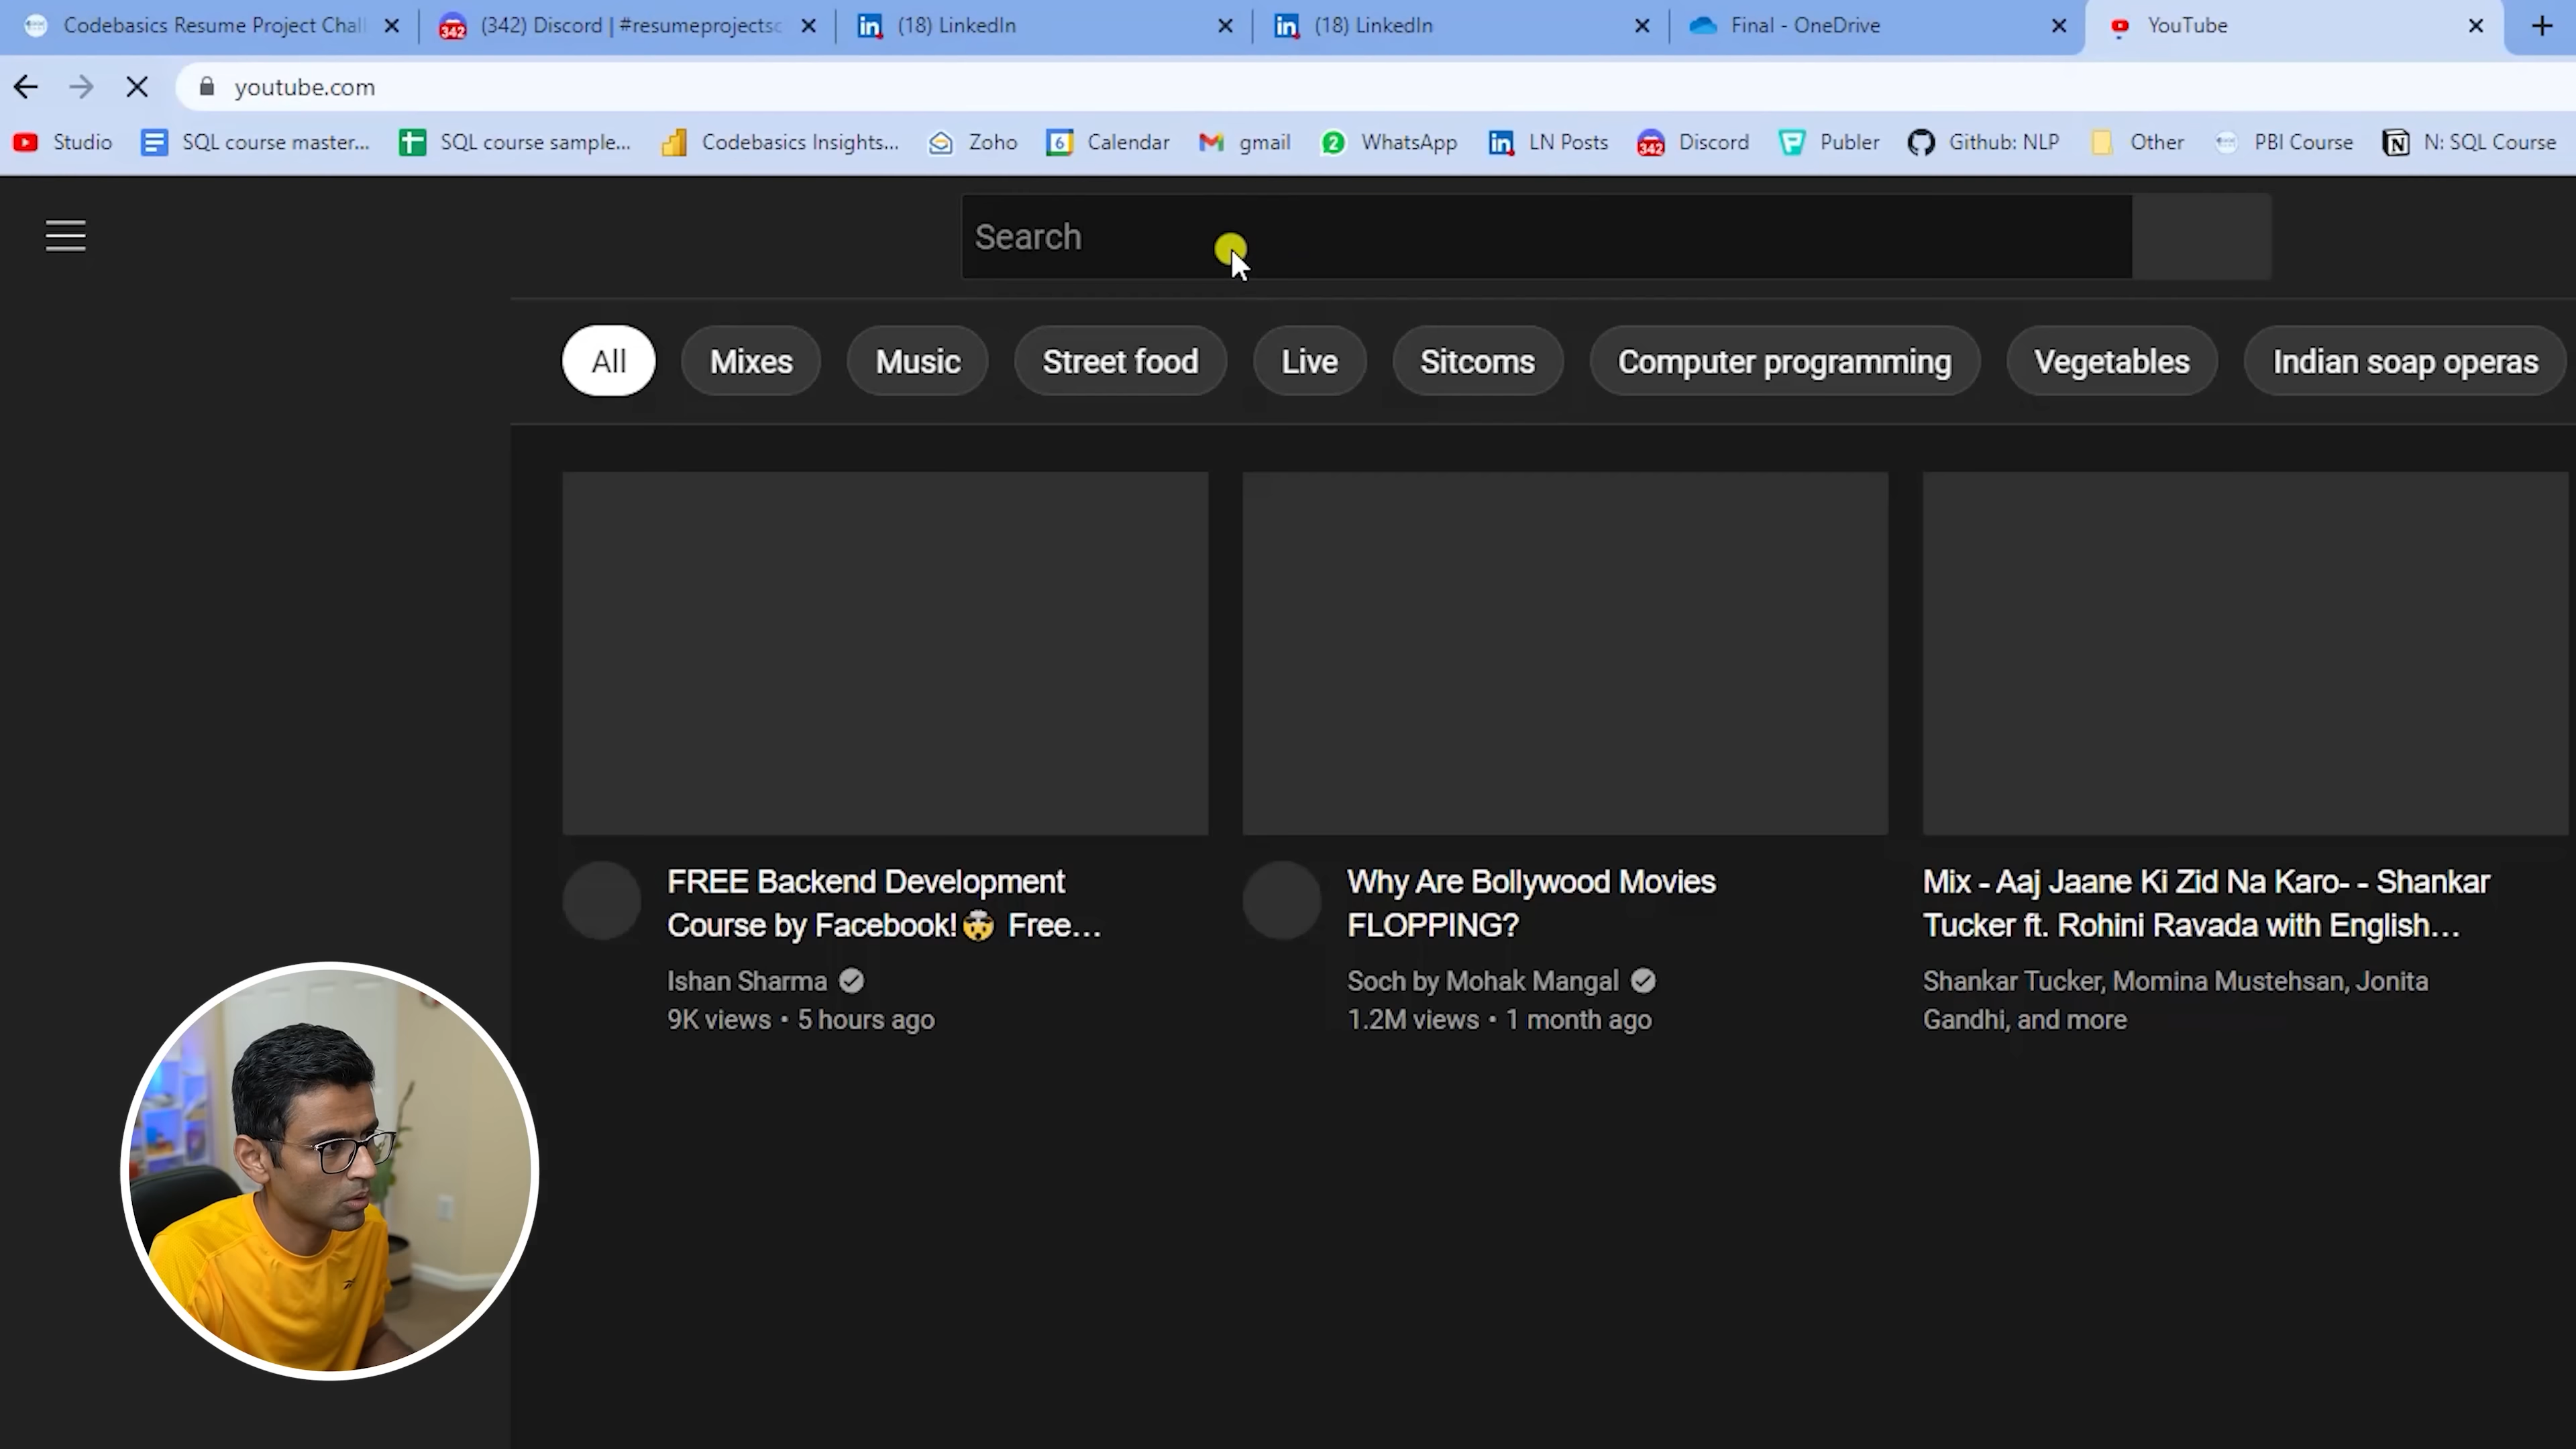 Codebasics Resume Project Chall
(342) Discord | #resumeprojectsc
(18) LinkedIn
(18) LinkedIn
Final - OneDrive
YouTube
youtube.com
Studio
SQL course master...
SQL course sample...
Codebasics Insights...
Zoho
6
Calendar
gmail
2
WhatsApp
LN Posts
342
Discord
Publer
Github: NLP
Other
PBI Course
N: SQL Course
Search
All
Mixes
Music
Street food
Live
Sitcoms
Computer programming
Vegetables
Indian soap operas
FREE Backend Development
Course by Facebook!🤯 Free...
Ishan Sharma
9K views • 5 hours ago
Why Are Bollywood Movies
FLOPPING?
Soch by Mohak Mangal
1.2M views • 1 month ago
Mix - Aaj Jaane Ki Zid Na Karo- - Shankar
Tucker ft. Rohini Ravada with English...
Shankar Tucker, Momina Mustehsan, Jonita
Gandhi, and more